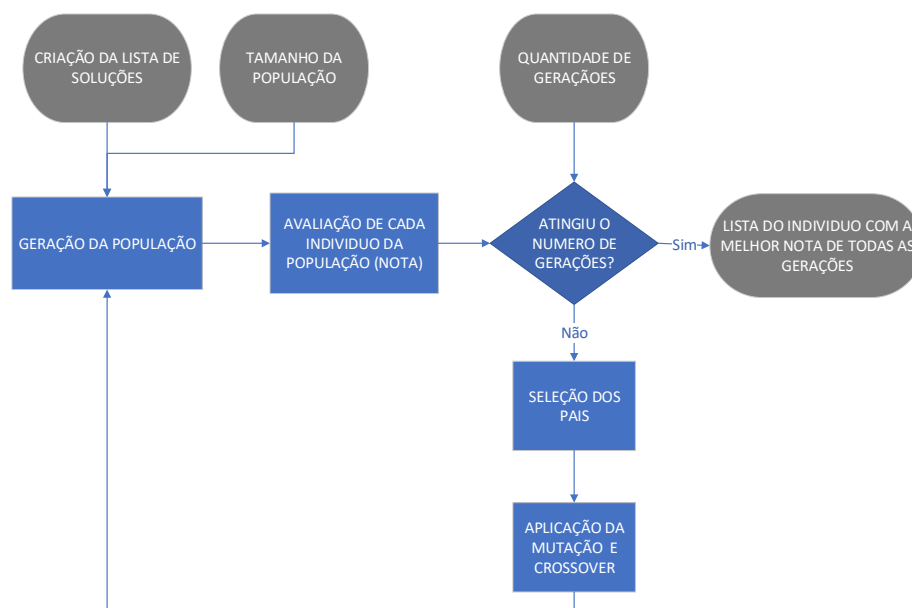 CRIAÇÃO DA LISTA DE
SOLUÇÕES
TAMANHO DA
POPULAÇÃO
QUANTIDADE DE
GERAÇÃOES
GERAÇÃO DA POPULAÇÃO
AVALIAÇÃO DE CADA
INDIVIDUO DA
POPULAÇÃO (NOTA)
ATINGIU O
NUMERO DE
GERAÇÕES?
Sim
LISTA DO INDIVIDUO COM A
MELHOR NOTA DE TODAS AS
GERAÇÕES
Não
SELEÇÃO DOS
PAIS
APLICAÇÃO DA
MUTAÇÃO E
CROSSOVER